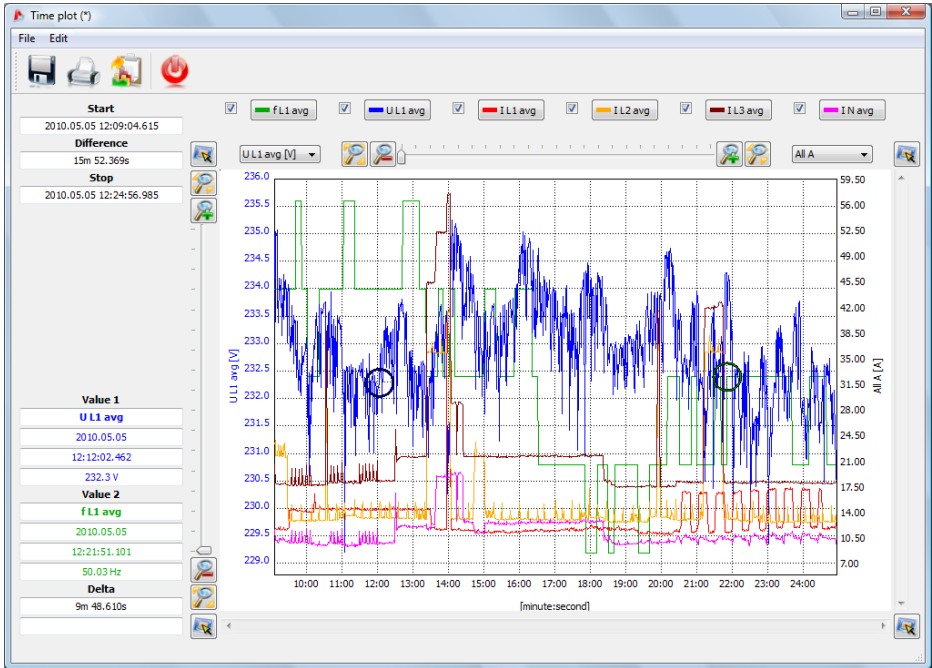 Time plot (*)
File Edit
Start
2010.05.05 12:09:04.615
Difference
15m 52.369s
Stop
2010.05.05 12:24:56.985
f L1 avg
U L1 avg
I L1 avg
I L2 avg
I L3 avg
I N avg
U L1 avg [V]
All A
236.0
235.5
235.0
234.5
234.0
233.5
233.0
232.5
232.0
231.5
231.0
230.5
230.0
229.5
229.0
U L1 avg [V]
59.50
56.00
52.50
49.00
45.50
42.00
38.50
35.00
31.50
28.00
24.50
21.00
17.50
14.00
10.50
7.00
All A [A]
10:00 11:00 12:00 13:00 14:00 15:00 16:00 17:00 18:00 19:00 20:00 21:00 22:00 23:00 24:00
[minute:second]
Value 1
U L1 avg
2010.05.05
12:12:02.462
232.3 V
Value 2
f L1 avg
2010.05.05
12:21:51.101
50.03 Hz
Delta
9m 48.610s